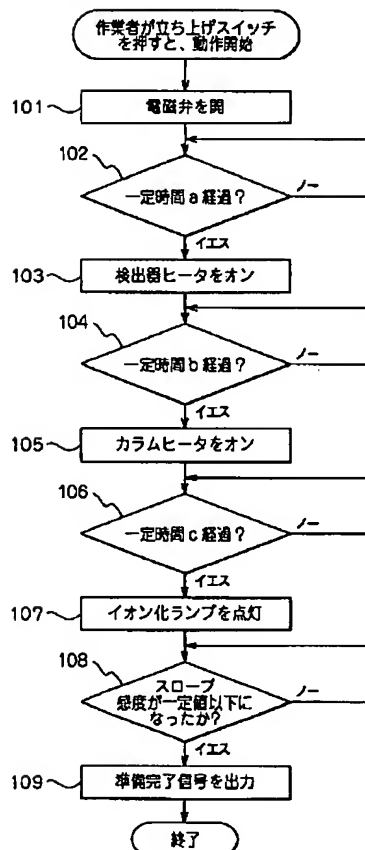 作業者が立ち上げスイッチ
を押すと、動作開始
101
電磁弁を開
102
一定時間a経過?
ノー
イエス
103
検出器ヒータをオン
104
一定時間b経過?
ノー
イエス
105
カラムヒータをオン
106
一定時間c経過?
ノー
イエス
107
イオン化ランプを点灯
108
スロープ
感度が一定値以下に
なったか?
ノー
イエス
109
準備完了信号を出力
終了